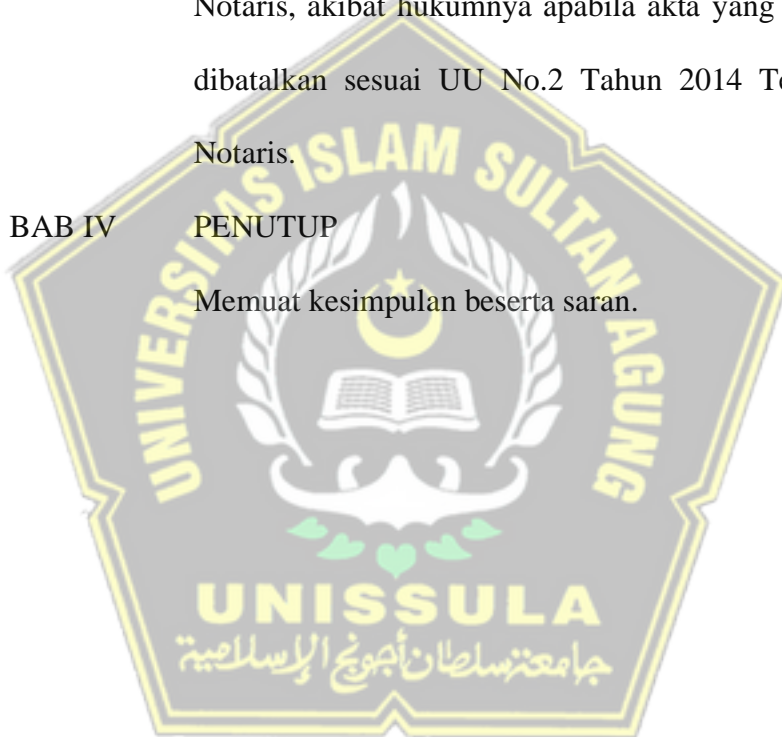 Notaris, akibat hukumnya apabila akta yang
dibatalkan sesuai UU No.2 Tahun 2014
Notaris.
BAB IV PENUTUP
Memuat kesimpulan beserta saran.
UNIVERSITAS ISLAM SULTAN AGUNG
UNISSULA
جامعة سلطان أجونج الإسلامية